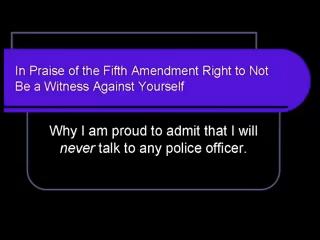 In Praise of the Fifth Amendment Right to Not
Be a Witness Against Yourself
Why I am proud to admit that I will
never talk to any police officer.